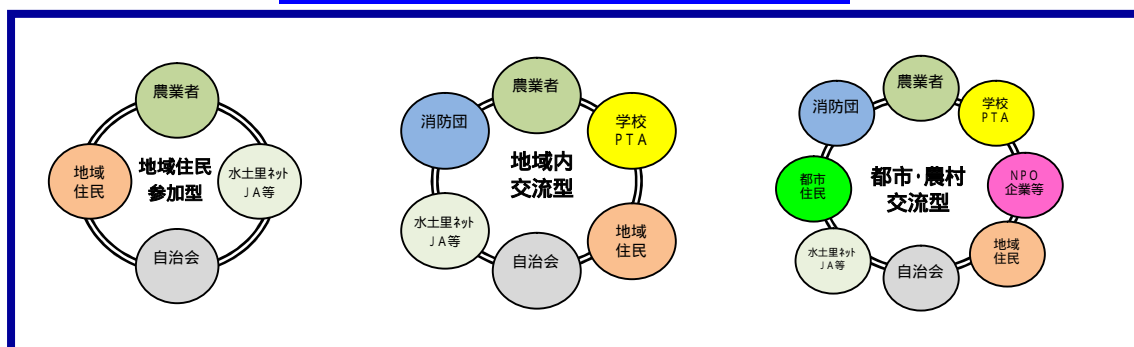 農業者
地域
住民
地域住民
参加型
水土里ネット
ＪＡ等
自治会
農業者
消防団
学校
ＰＴＡ
地域内
交流型
水土里ネット
ＪＡ等
地域
住民
自治会
農業者
消防団
学校
ＰＴＡ
都市
住民
都市・農村
交流型
NPO
企業等
水土里ネット
ＪＡ等
地域
住民
自治会